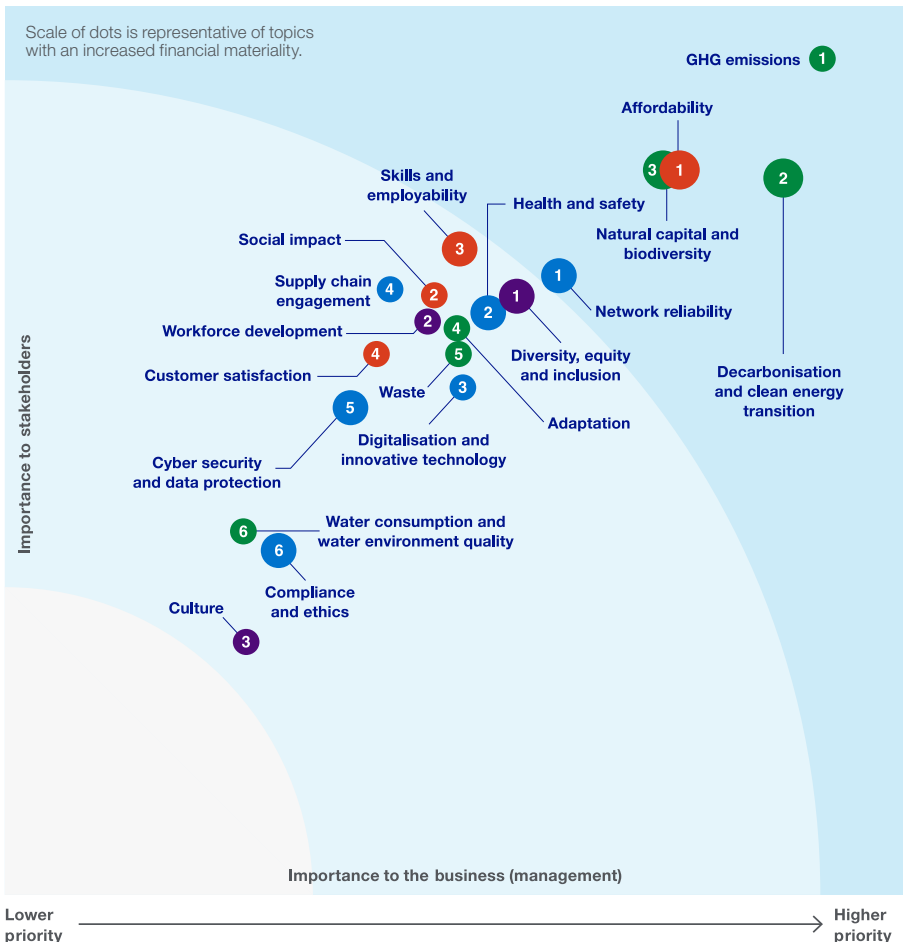 Scale of dots is representative of topics
with an increased financial materiality.
GHG emissions
1
Affordability
3
1
2
Skills and
employability
3
Health and safety
Natural capital and
biodiversity
Social impact
Supply chain
engagement
4
2
1
1
2
Network reliability
Workforce development
2
4
Diversity, equity
and inclusion
Customer satisfaction
4
5
Waste
3
Decarbonisation
and clean energy
transition
5
Adaptation
Digitalisation and
innovative technology
Cyber security
and data protection
6
Water consumption and
water environment quality
6
Compliance
and ethics
Culture
3
Importance to stakeholders
Importance to the business (management)
Lower
priority
Higher
priority